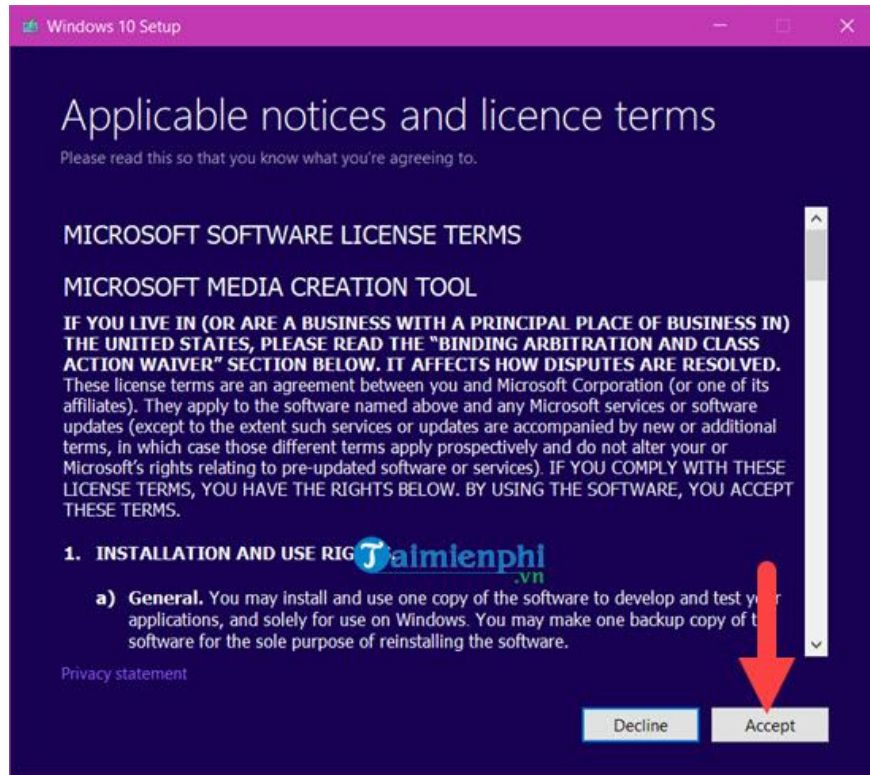 Windows 10 Setup
Applicable notices and licence terms
Please read this so that you know what you're agreeing to.
MICROSOFT SOFTWARE LICENSE TERMS
MICROSOFT MEDIA CREATION TOOL
IF YOU LIVE IN (OR ARE A BUSINESS WITH A PRINCIPAL PLACE OF BUSINESS IN)
THE UNITED STATES, PLEASE READ THE “BINDING ARBITRATION AND CLASS
ACTION WAIVER” SECTION BELOW. IT AFFECTS HOW DISPUTES ARE RESOLVED.
These license terms are an agreement between you and Microsoft Corporation (or one of its
affiliates). They apply to the software named above and any Microsoft services or software
updates (except to the extent such services or updates are accompanied by new or additional
terms, in which case those different terms apply prospectively and do not alter your or
Microsoft’s rights relating to pre-updated software or services). IF YOU COMPLY WITH THESE
LICENSE TERMS, YOU HAVE THE RIGHTS BELOW. BY USING THE SOFTWARE, YOU ACCEPT
THESE TERMS.
1. INSTALLATION AND USE
Taimienphi
.vn
a) General. You may install and use one copy of the software to develop and test
applications, and solely for use on Windows. You may make one backup copy of
software for the sole purpose of reinstalling the software.
Privacy statement
Decline
Accept